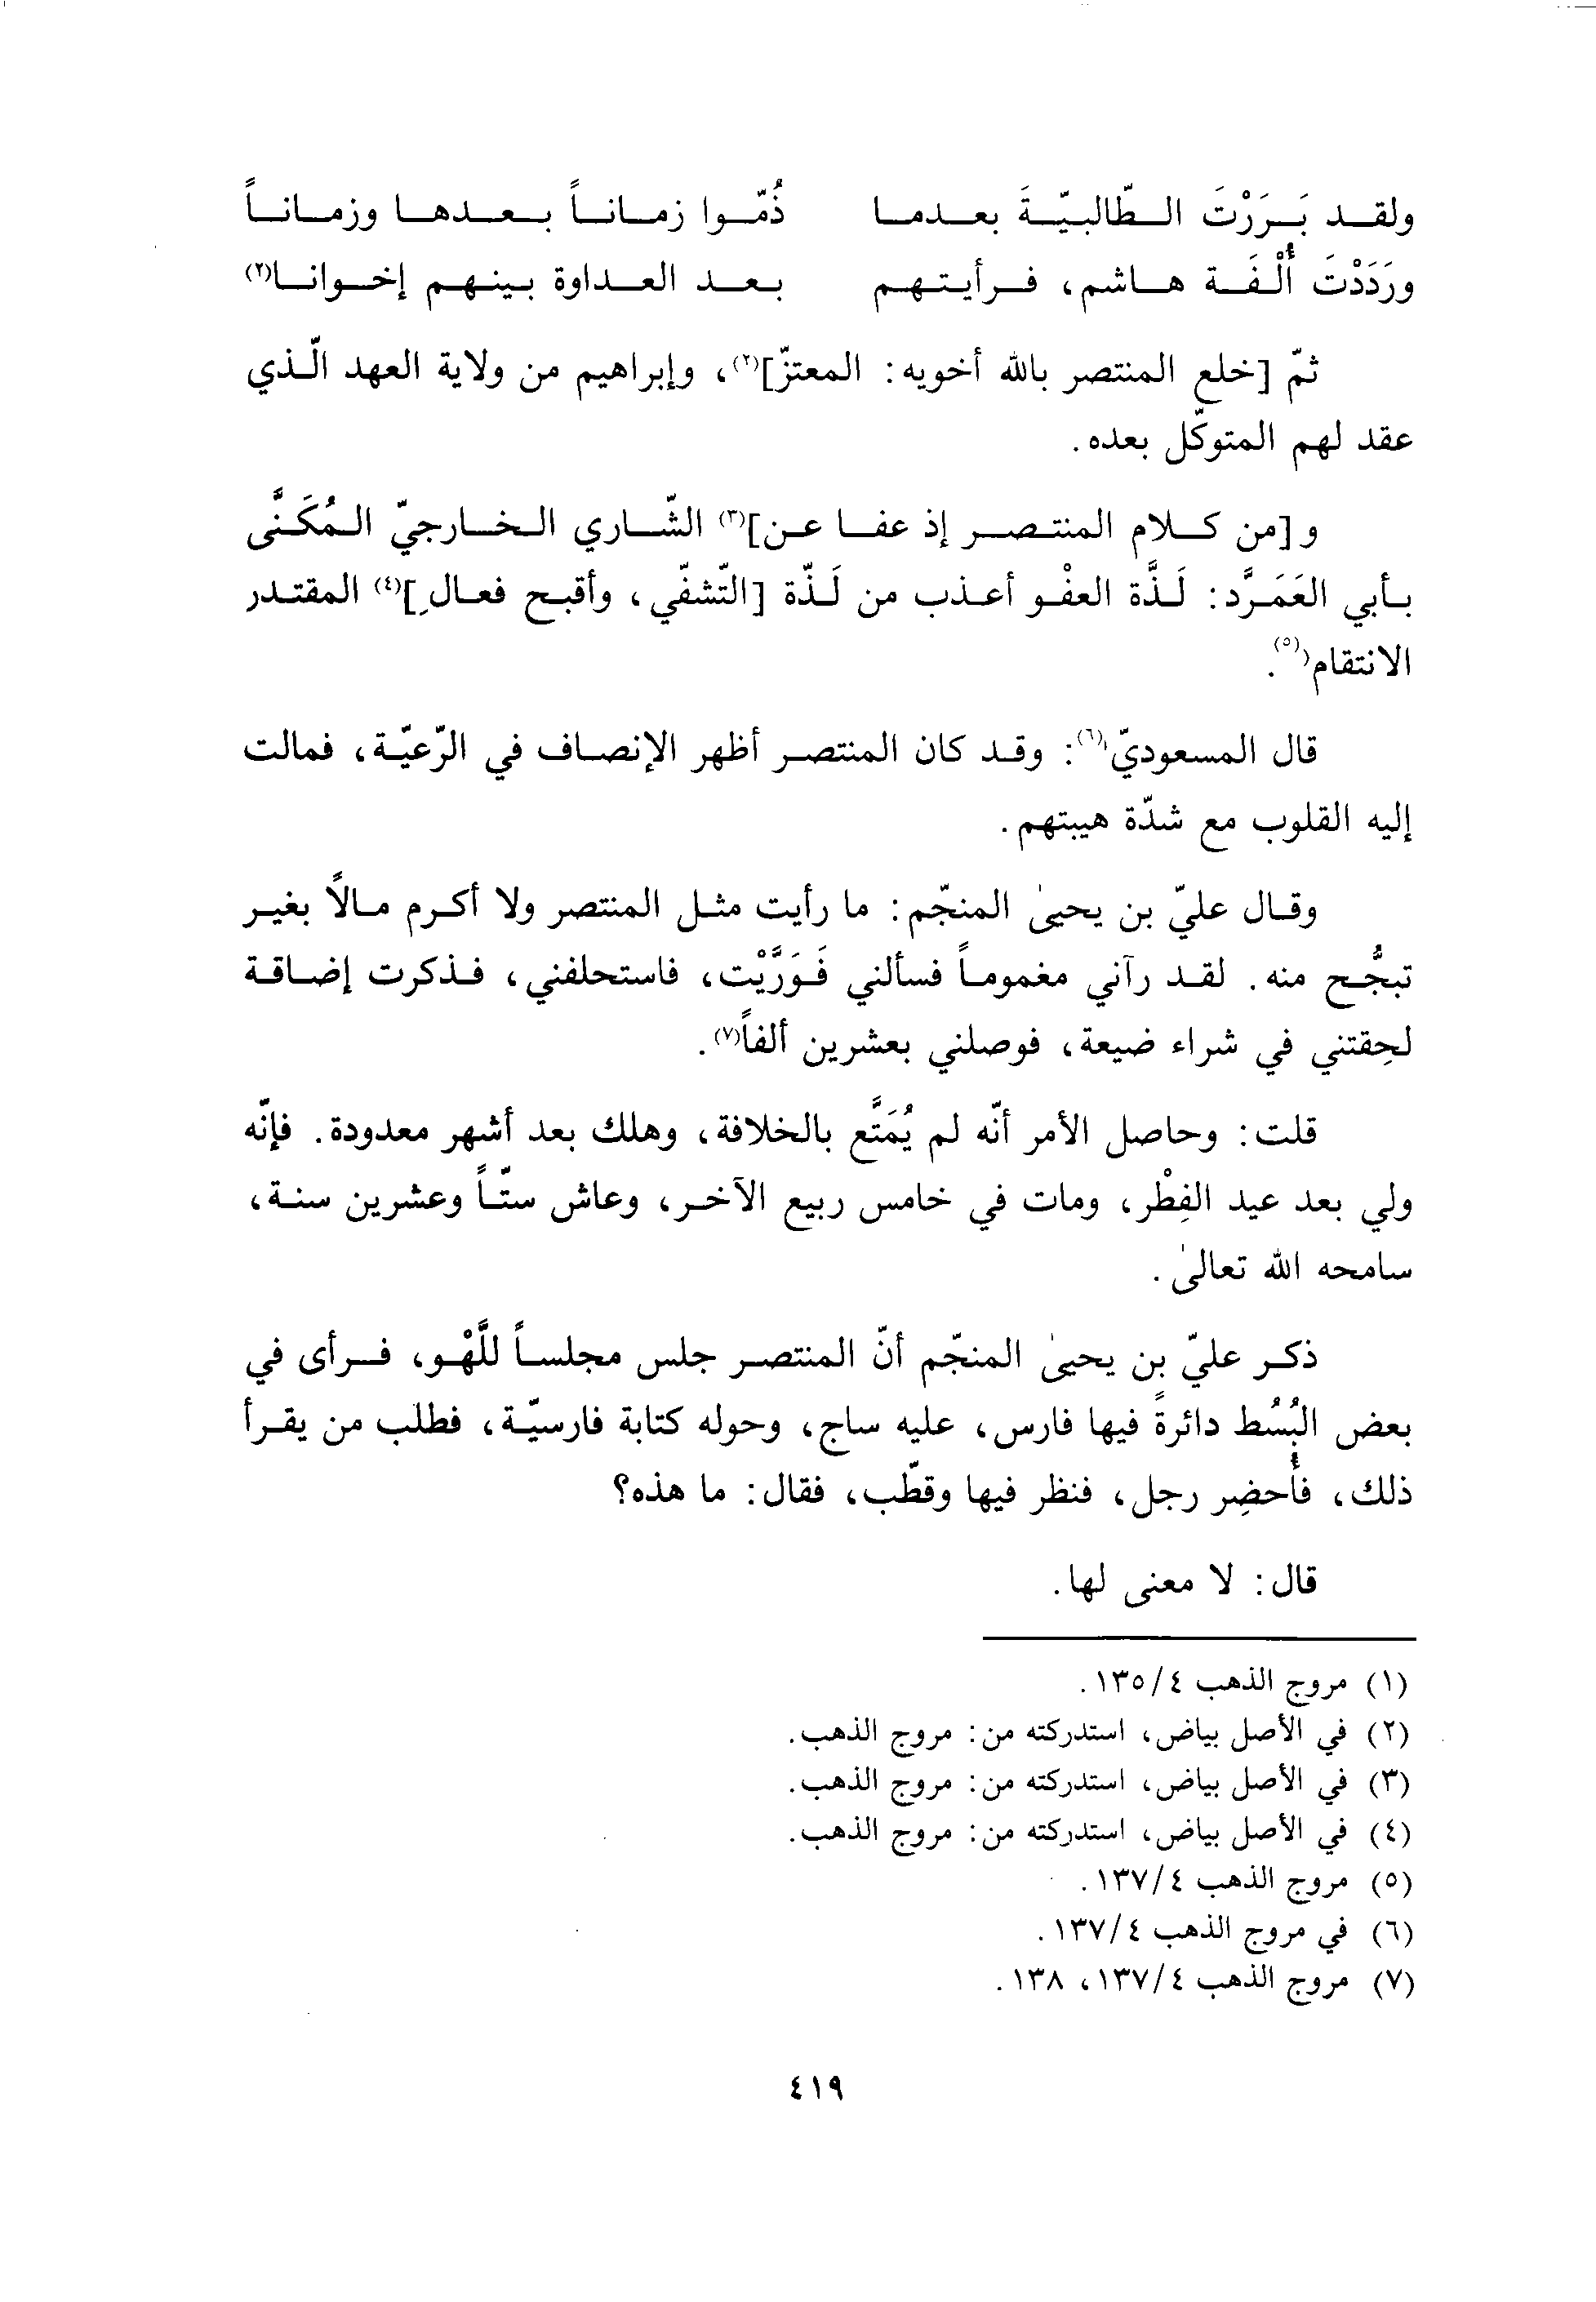 ولقد بَرَرْتَ الطّالبيّةَ بعدما ذُمّوا زماناً بعدها وزماناً
ورَدَدْتَ أُلْفَة هاشم، فرأيتهم بعد العداوة بينهم إخوانا(٢)
ثمّ [خلع المنتصر بالله أخويه: المعتزّ](٢)، وإبراهيم من ولاية العهد الّذي
عقد لهم المتوكّل بعده.
و[من كلام المنتصر إذ عفا عن](٣) الشّاري الخارجيّ المُكَنَّى
بأبي العَمَرَّد: لَذَّة العفْو أعذب من لَذّة [التّشفّي، وأقبح فعالِ](٤) المقتدر
الانتقام(٥).
قال المسعوديّ(٦): وقد كان المنتصر أظهر الإنصاف في الرّعيّة، فمالت
إليه القلوب مع شدّة هيبتهم.
وقال عليّ بن يحيىٰ المنجّم: ما رأيت مثل المنتصر ولا أكرم مالاً بغير
تبجُّح منه. لقد رآني مغموماً فسألني فَوَرَّيْت، فاستحلفني، فذكرت إضاقة
لحِقتني في شراء ضيعة، فوصلني بعشرين ألفاً(٧).
قلت: وحاصل الأمر أنّه لم يُمَتَّع بالخلافة، وهلك بعد أشهر معدودة. فإنّه
ولي بعد عيد الفِطْر، ومات في خامس ربيع الآخر، وعاش ستّاً وعشرين سنة،
سامحه الله تعالىٰ.
ذكر عليّ بن يحيىٰ المنجّم أنّ المنتصر جلس مجلساً للَّهْو، فرأى في
بعض البُسُط دائرةً فيها فارس، عليه ساج، وحوله كتابة فارسيّة، فطلب من يقرأ
ذلك، فأُحضِر رجل، فنظر فيها وقطّب، فقال: ما هذه؟
قال: لا معنى لها.
(١) مروج الذهب ٤/١٣٥.
(٢) في الأصل بياض، استدركته من: مروج الذهب.
(٣) في الأصل بياض، استدركته من: مروج الذهب.
(٤) في الأصل بياض، استدركته من: مروج الذهب.
(٥) مروج الذهب ٤/١٣٧.
(٦) في مروج الذهب ٤/١٣٧.
(٧) مروج الذهب ٤/١٣٧، ١٣٨.
٤١٩